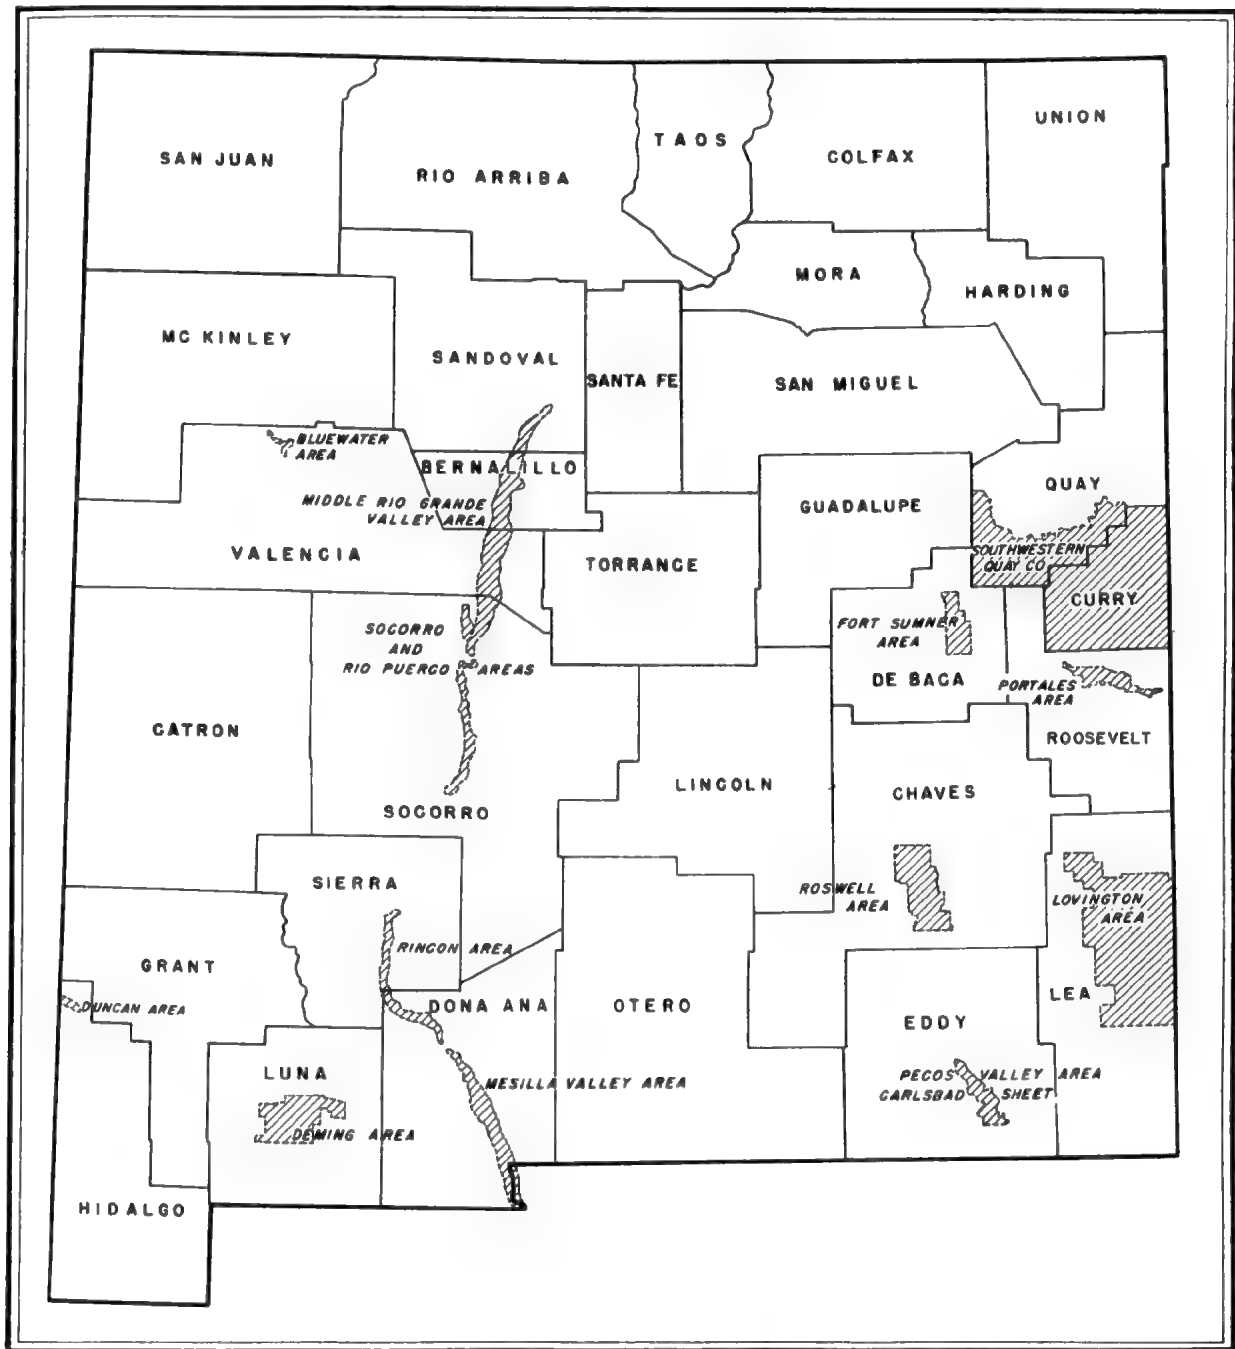 UNION
TAOS
COLFAX
SAN JUAN
RIO ARRIBA
MORA
HARDING
MC KINLEY
SANDOVAL
SANTA FE
SAN MIGUEL
BLUEWATER
AREA
BERNALILLO
QUAY
MIDDLE RIO GRANDE
VALLEY AREA
GUADALUPE
VALENCIA
TORRANCE
SOUTHWESTERN
QUAY CO
CURRY
SOCORRO
AND
RIO PUERCO AREAS
FORT SUMNER
AREA
DE BACA
PORTALES
AREA
CATRON
ROOSEVELT
LINCOLN
CHAVES
SOCORRO
SIERRA
ROSWELL
AREA
LOVINGTON
AREA
RINCON AREA
GRANT
DUNCAN AREA
DONA ANA
OTERO
LEA
EDDY
LUNA
MESILLA VALLEY AREA
PECOS VALLEY AREA
CARLSBAD SHEET
DEMING AREA
HIDALGO